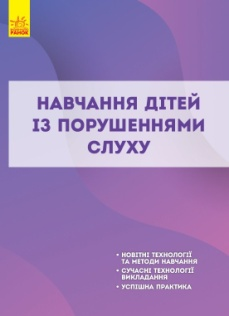 РАНОК
НАВЧАННЯ ДІТЕЙ
ІЗ ПОРУШЕННЯМИ
СЛУХУ
• НОВІТНІ ТЕХНОЛОГІЇ
ТА МЕТОДИ НАВЧАННЯ
• СУЧАСНІ ТЕХНОЛОГІЇ
ВИКЛАДАННЯ
• УСПІШНА ПРАКТИКА